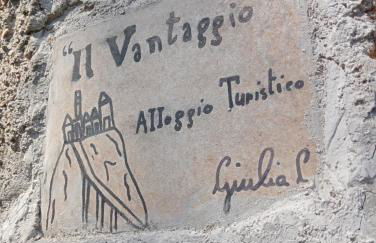 "Il Vantaggio
Alloggio Turistico
Giulia L